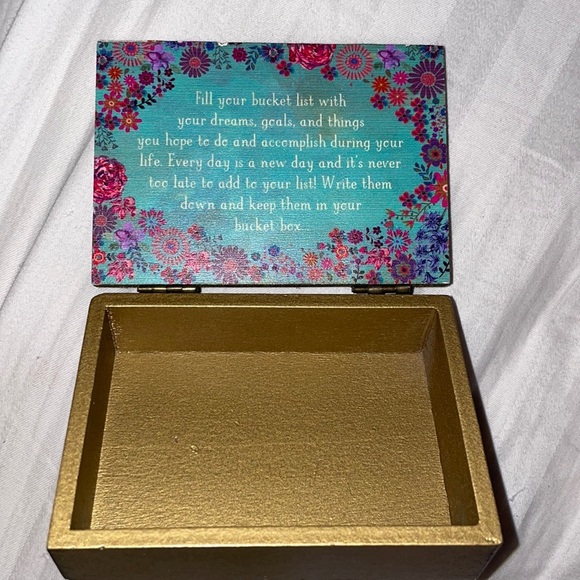 Fill your bucket list with
your dreams, goals, and things
you hope to do and accomplish during your
life. Every day is a new day and it's never
too late to add to your list! Write them
down and keep them in your
bucket box.